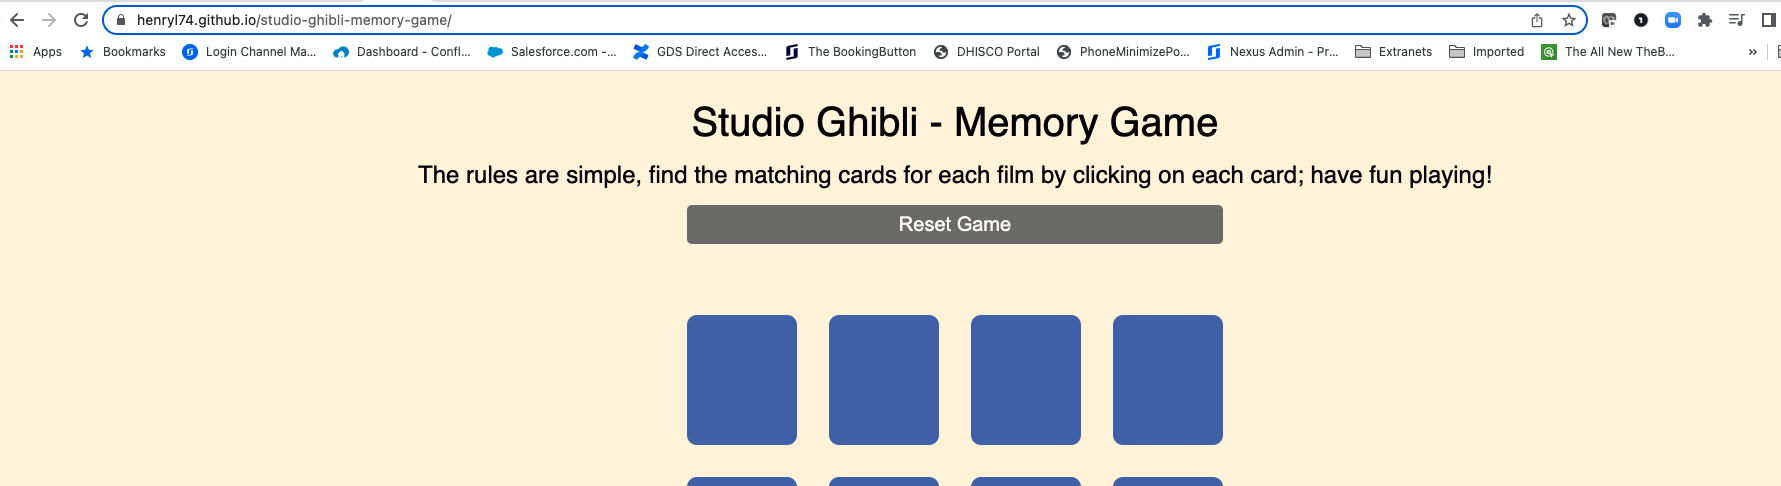 henryl74.github.io/studio-ghibli-memory-game/
Apps Bookmarks Login Channel Ma... Dashboard - Confl... Salesforce.com -... GDS Direct Acces... The BookingButton DHISCO Portal PhoneMinimizePo... Nexus Admin - Pr... Extranets Imported The All New TheB... »
Studio Ghibli - Memory Game
The rules are simple, find the matching cards for each film by clicking on each card; have fun playing!
Reset Game